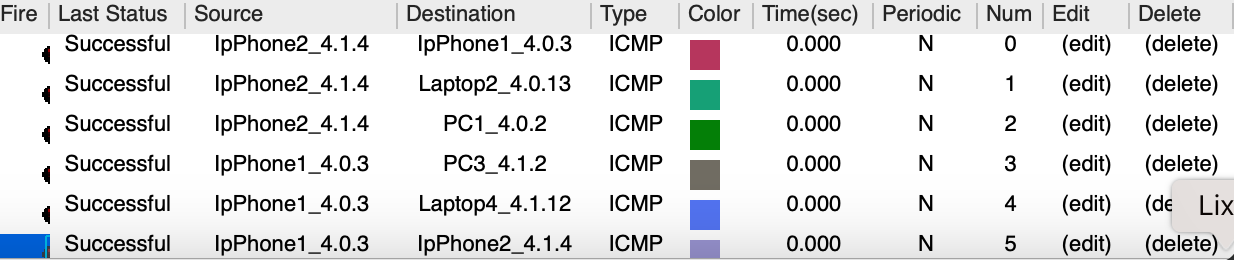 Fire Last Status Source Destination Type Color Time(sec) Periodic Num Edit Delete
Successful IpPhone2_4.1.4 IpPhone1_4.0.3 ICMP 0.000 N 0 (edit) (delete)
Successful IpPhone2_4.1.4 Laptop2_4.0.13 ICMP 0.000 N 1 (edit) (delete)
Successful IpPhone2_4.1.4 PC1_4.0.2 ICMP 0.000 N 2 (edit) (delete)
Successful IpPhone1_4.0.3 PC3_4.1.2 ICMP 0.000 N 3 (edit) (delete)
Successful IpPhone1_4.0.3 Laptop4_4.1.12 ICMP 0.000 N 4 (edit) (de
Lix
Successful IpPhone1_4.0.3 IpPhone2_4.1.4 ICMP 0.000 N 5 (edit) (delete)